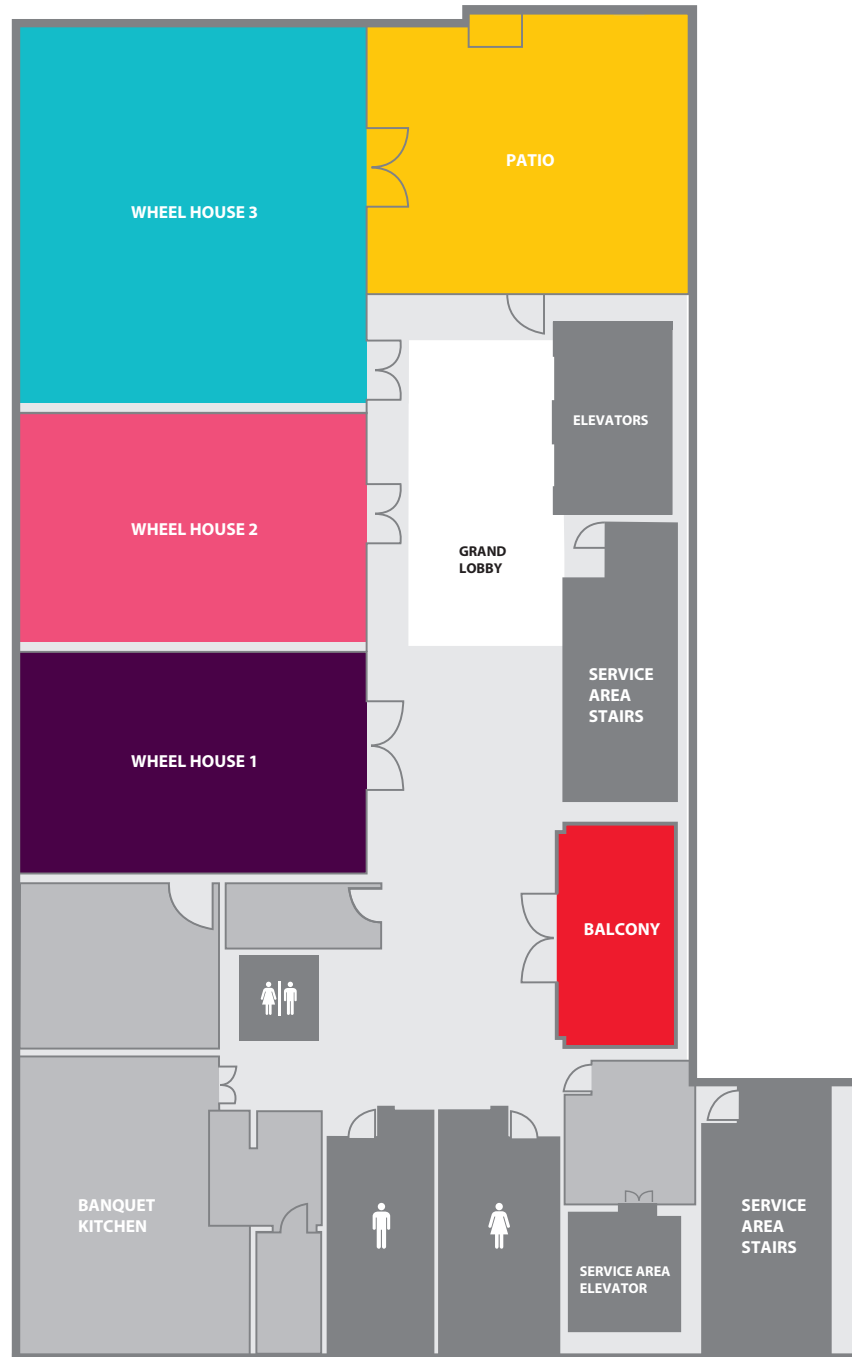 PATIO
WHEEL HOUSE 3
ELEVATORS
WHEEL HOUSE 2
GRAND
LOBBY
SERVICE
AREA
STAIRS
WHEEL HOUSE 1
BALCONY
BANQUET
KITCHEN
SERVICE AREA
ELEVATOR
SERVICE
AREA
STAIRS